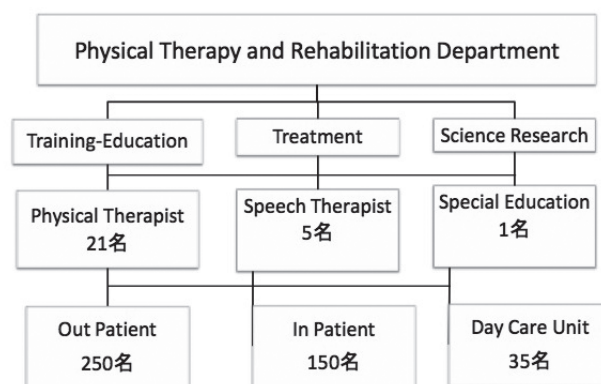 Physical Therapy and Rehabilitation Department
Training-Education
Treatment
Science Research
Physical Therapist
21名
Speech Therapist
5名
Special Education
1名
Out Patient
250名
In Patient
150名
Day Care Unit
35名